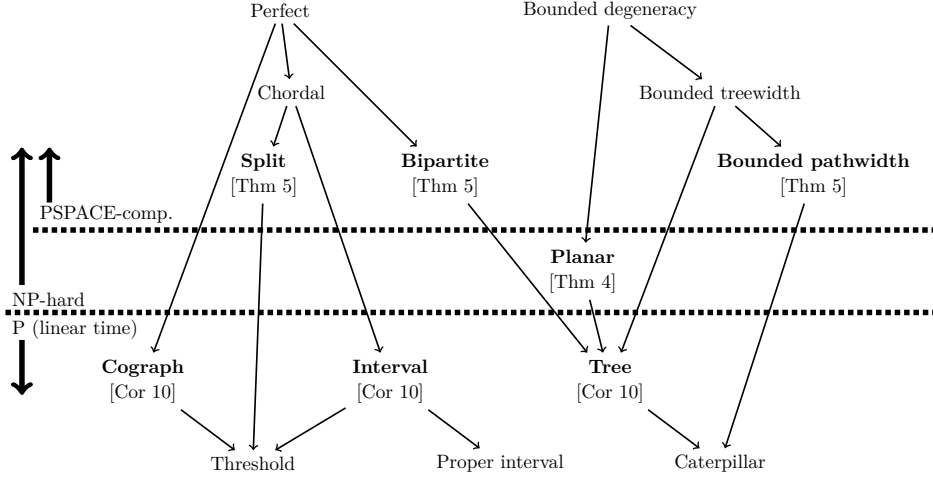 Perfect
Bounded degeneracy
Chordal
Bounded treewidth
Split
[Thm 5]
Bipartite
[Thm 5]
Bounded pathwidth
[Thm 5]
PSPACE-comp.
Planar
[Thm 4]
NP-hard
P (linear time)
Cograph
[Cor 10]
Interval
[Cor 10]
Tree
[Cor 10]
Threshold
Proper interval
Caterpillar